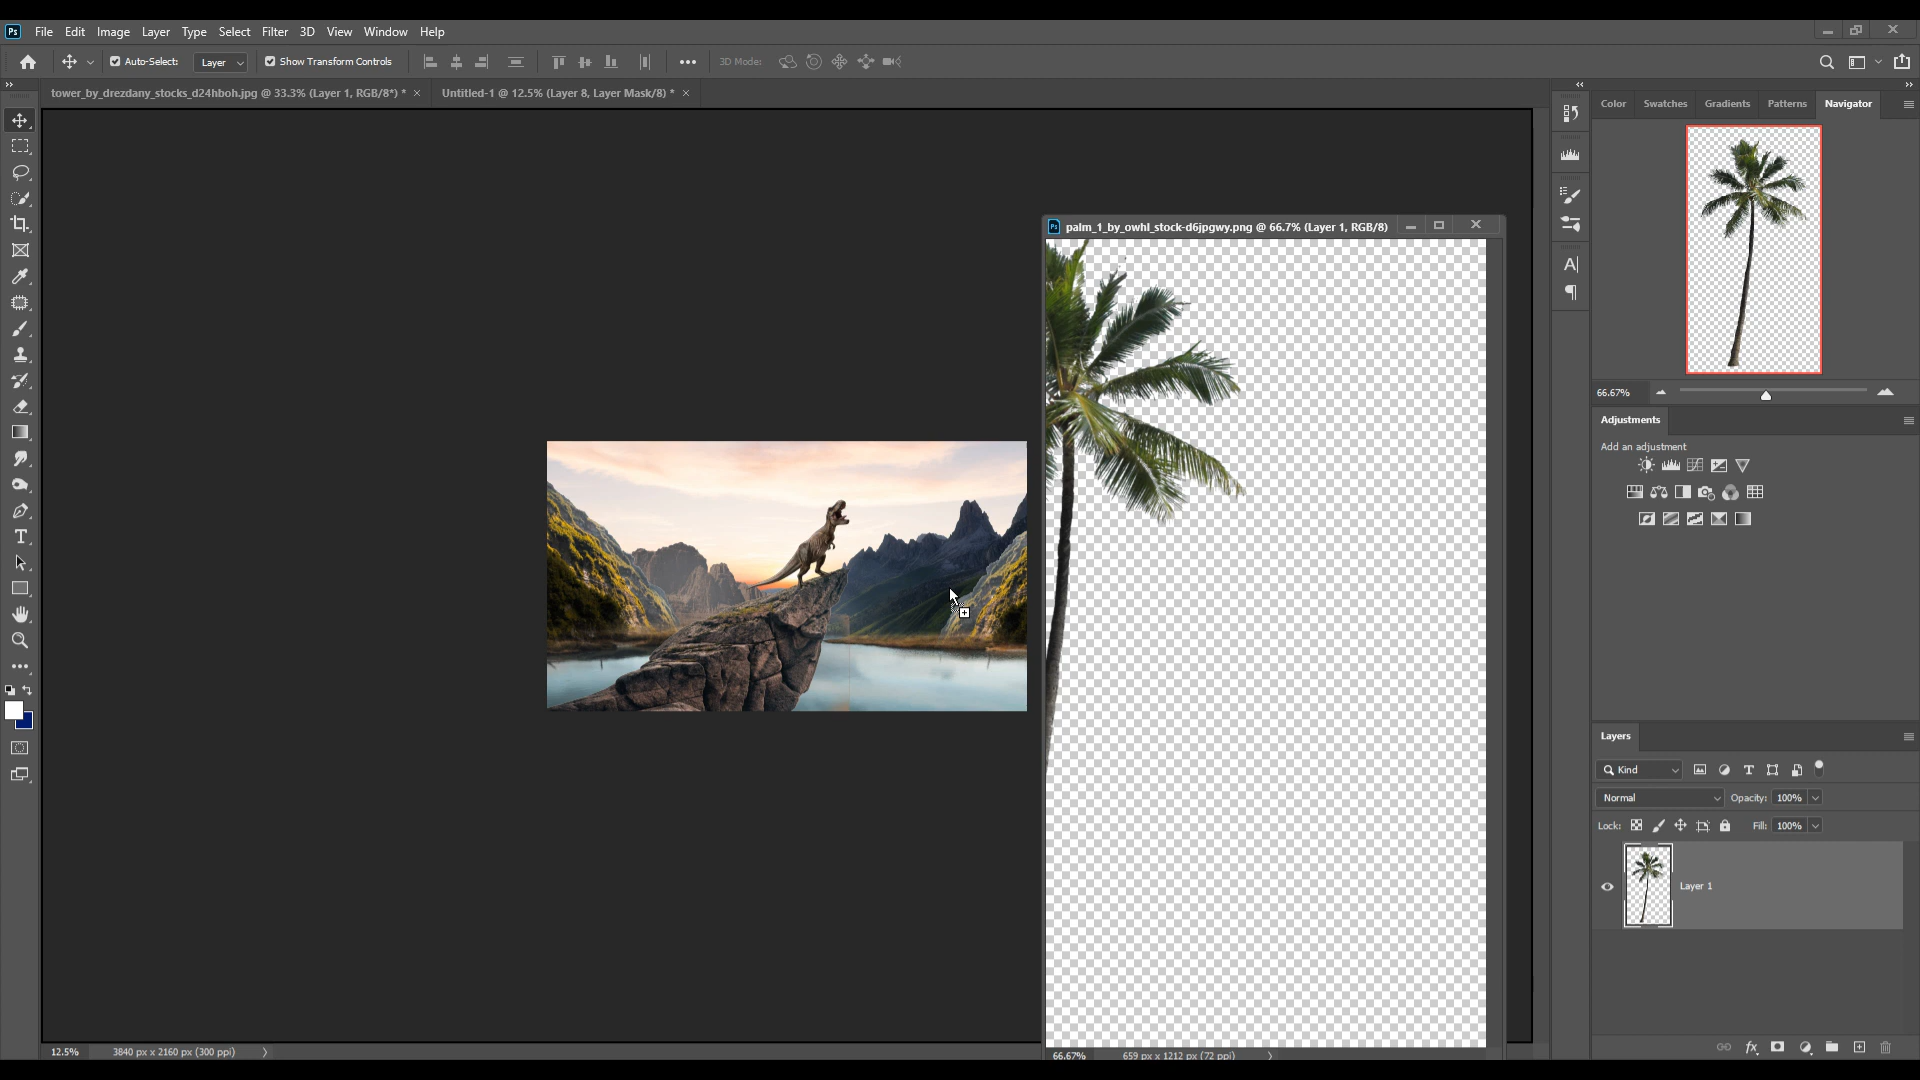 Ps File Edit Image Layer Type Select Filter 3D View Window Help
Auto-Select: Layer Show Transform Controls 3D Mode:
tower_by_drezdany_stocks_d24hboh.jpg @ 33.3% (Layer 1, RGB/8*) * × Untitled-1 @ 12.5% (Layer 8, Layer Mask/8) * ×
Color Swatches Gradients Patterns Navigator
palm_1_by_owhl_stock-d6jpgwy.png @ 66.7% (Layer 1, RGB/8)
66.67%
Adjustments
Add an adjustment
Layers
Kind
Normal Opacity: 100%
Lock: Fill: 100%
Layer 1
12.5% 3840 px x 2160 px (300 ppi)
66.67% 659 px x 1212 px (72 ppi)